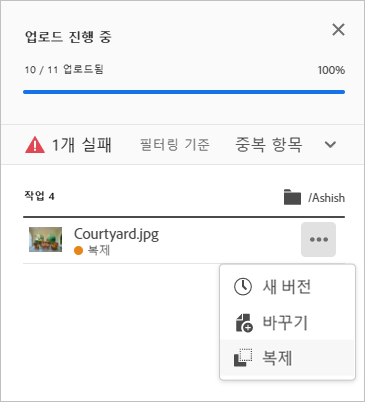 업로드 진행 중
10 / 11 업로드됨 100%
1개 실패 필터링 기준 중복 항목
작업 4 /Ashish
Courtyard.jpg
복제
새 버전
바꾸기
복제